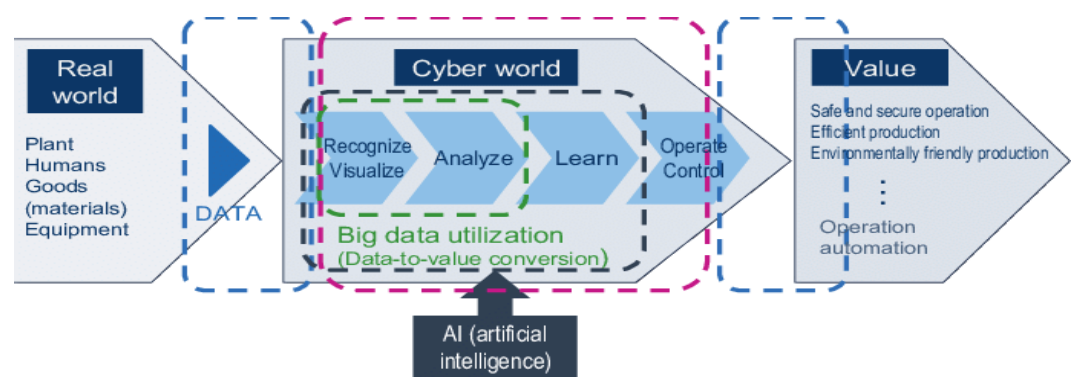 Real
world
Plant
Humans
Goods
(materials)
Equipment
DATA
Cyber world
Recognize
Visualize
Analyze
Learn
Operate
Control
Big data utilization
(Data-to-value conversion)
AI (artificial
intelligence)
Value
Safe and secure operation
Efficient production
Environmentally friendly production
⋮
Operation
automation